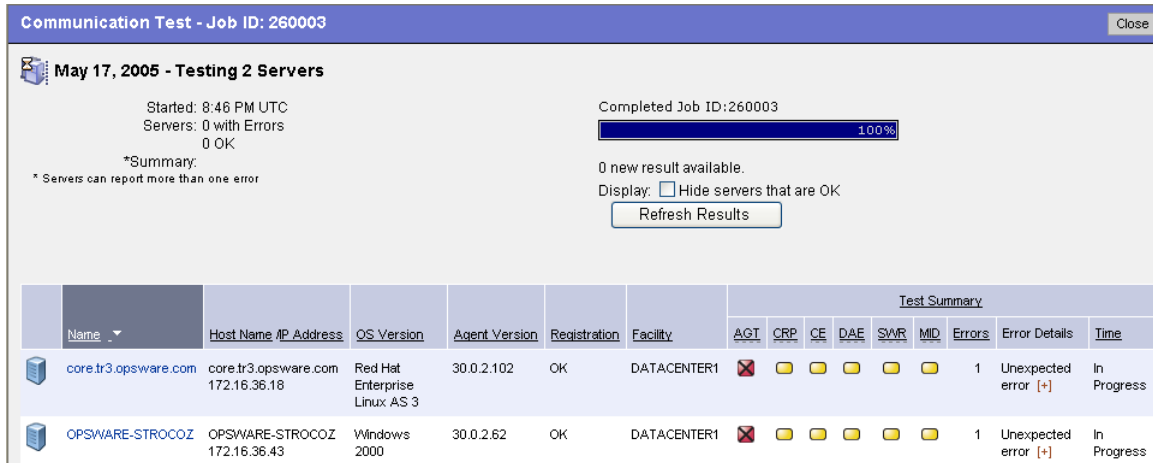 Communication Test - Job ID: 260003
Close
May 17, 2005 - Testing 2 Servers
Started: 8:46 PM UTC
Servers: 0 with Errors
0 OK
*Summary:
* Servers can report more than one error
Completed Job ID:260003
100%
0 new result available.
Display: Hide servers that are OK
Refresh Results
Test Summary
Name Host Name /IP Address OS Version Agent Version Registration Facility AGT CRP CE DAE SWR MID Errors Error Details Time
core.tr3.opsware.com core.tr3.opsware.com Red Hat 30.0.2.102 OK DATACENTER1 1 Unexpected In
172.16.36.18 Enterprise error [+] Progress
Linux AS 3
OPSWARE-STROCOZ OPSWARE-STROCOZ Windows 30.0.2.62 OK DATACENTER1 1 Unexpected In
172.16.36.43 2000 error [+] Progress